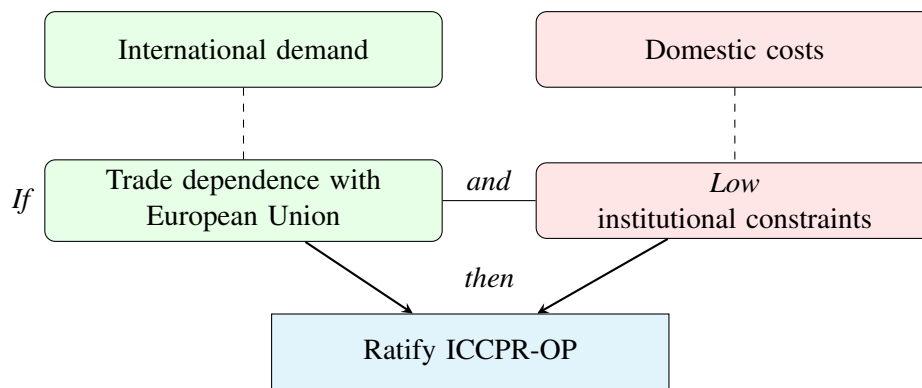 International demand
Domestic costs
If
Trade dependence with
European Union
and
Low
institutional constraints
then
Ratify ICCPR-OP